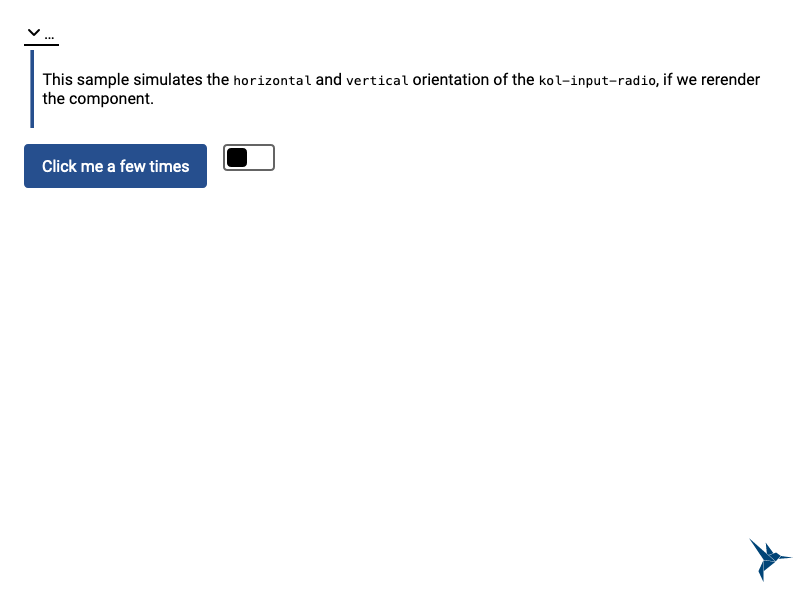 ...
This sample simulates the horizontal and vertical orientation of the kol-input-radio, if we rerender
the component.
Click me a few times